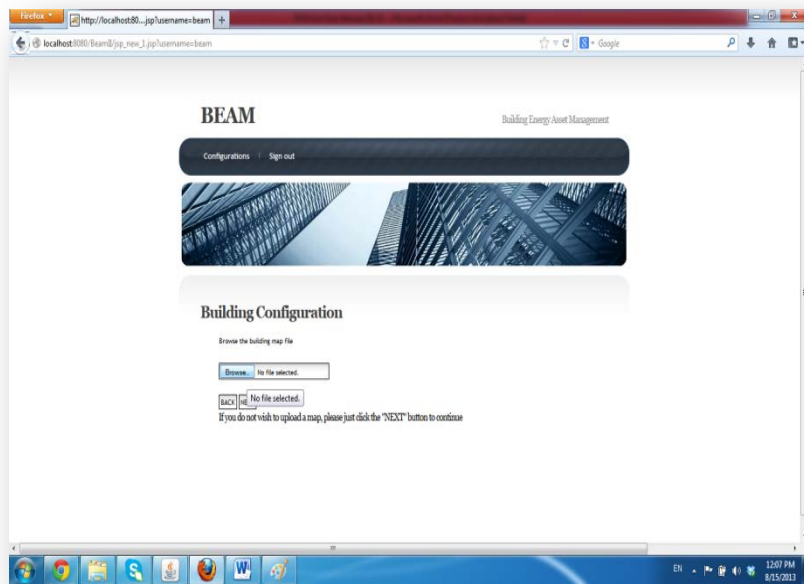 Firefox
http://localhost:80...jsp?username=beam
localhost:8080/BeamII/jsp_new_1.jsp?username=beam
Google
BEAM
Building Energy Asset Management
Configurations | Sign out
Building Configuration
Browse the building map file
Browse... No file selected.
BACK
No file selected.
If you do not wish to upload a map, please just click the "NEXT" button to continue
EN
12:07 PM
8/15/2013